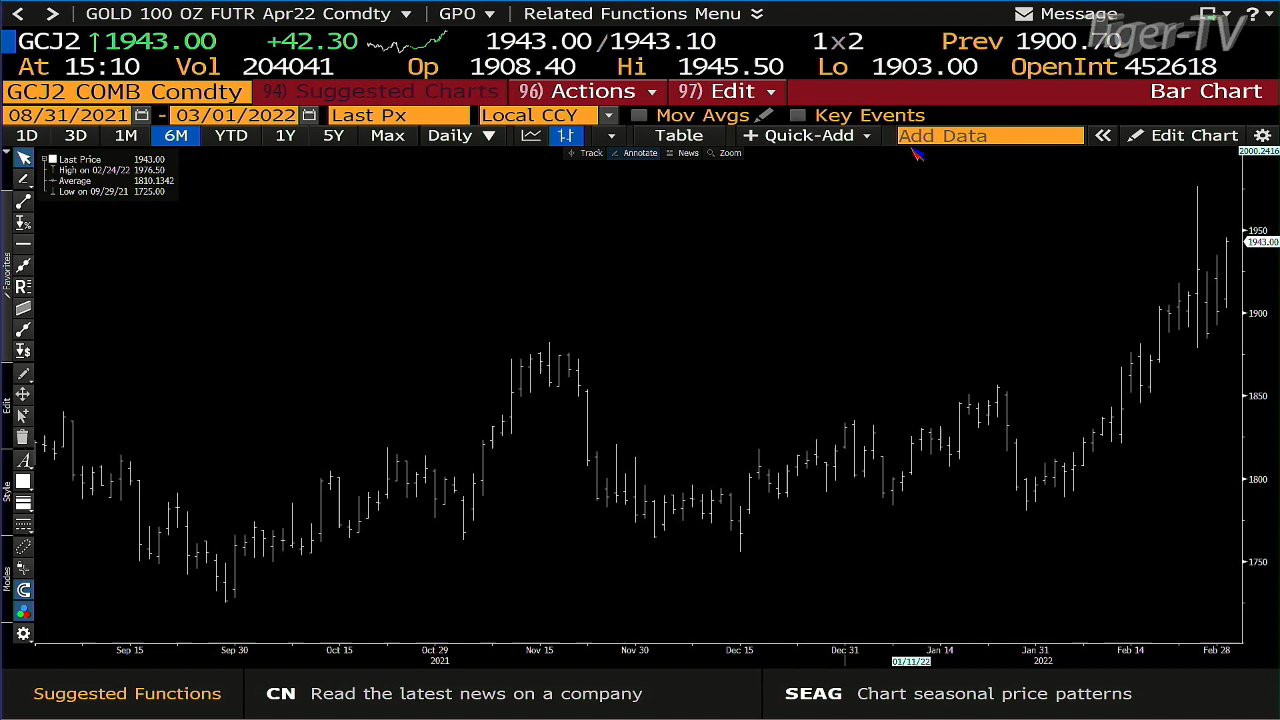 GOLD 100 OZ FUTR Apr22 Comdty GPO Related Functions Menu Message ?
GCJ2 ↑1943.00 +42.30 1943.00/1943.10 1x2 Prev 1900.70
Tiger-TV
At 15:10 Vol 204041 Op 1908.40 Hi 1945.50 Lo 1903.00 OpenInt 452618
GCJ2 COMB Comdty 94) Suggested Charts 96) Actions 97) Edit Bar Chart
08/31/2021 - 03/01/2022 Last Px Local CCY Mov Avgs Key Events
1D 3D 1M 6M YTD 1Y 5Y Max Daily Table + Quick-Add Add Data « Edit Chart
Track Annotate News Zoom
2000.2416
Last Price 1943.00
High on 02/24/22 1976.50
Average 1810.1342
Low on 09/29/21 1725.00
Favorites
Edit
Style
Modes
1950
1943.00
1900
1850
1800
1750
Sep 15 Sep 30 Oct 15 Oct 29 Nov 15 Nov 30 Dec 15 Dec 31 Jan 14 Jan 31 Feb 14 Feb 28
2021 01/11/22 2022
Suggested Functions CN Read the latest news on a company SEAG Chart seasonal price patterns